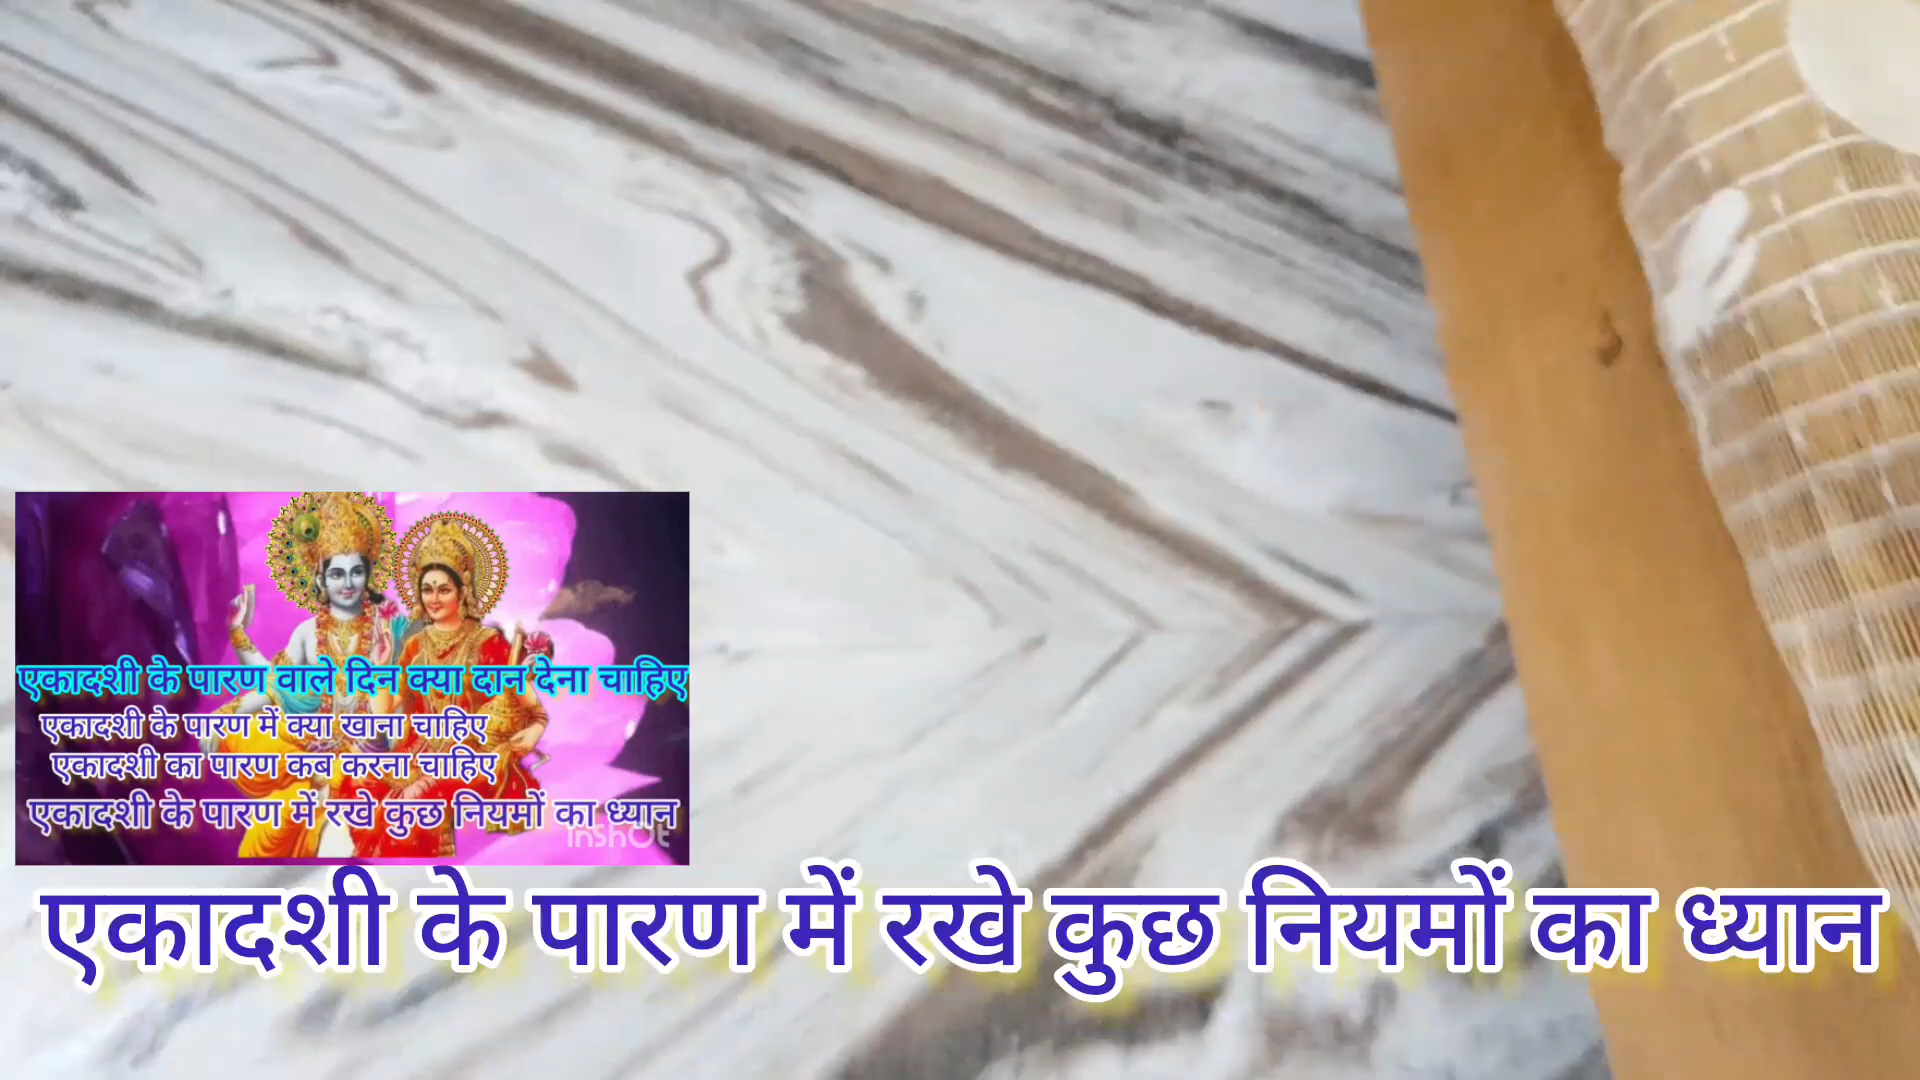 एकादशी के पारण वाले दिन क्या दान देना चाहिए
एकादशी के पारण में क्या खाना चाहिए
एकादशी का पारण कब करना चाहिए
एकादशी के पारण में रखे कुछ नियमों का ध्यान
InShOt
एकादशी के पारण में रखे कुछ नियमों का ध्यान